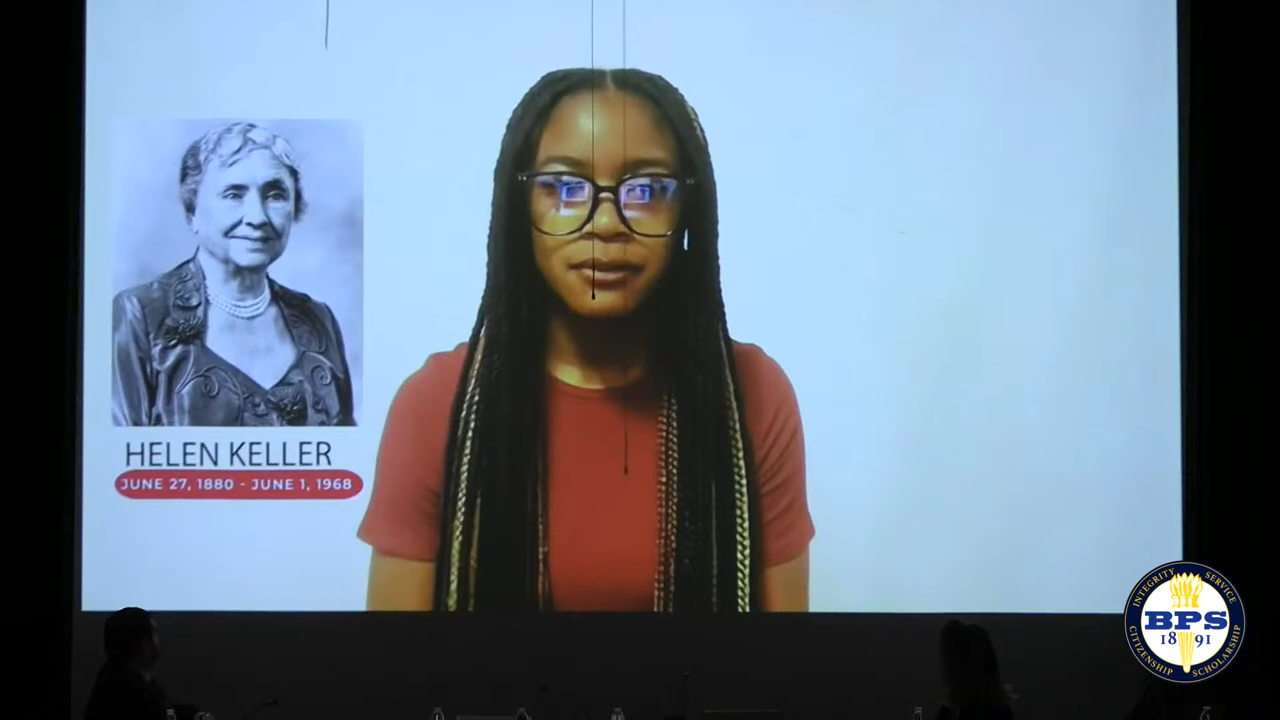 HELEN KELLER
JUNE 27, 1880 - JUNE 1, 1968
INTEGRITY
SERVICE
BPS
18 91
CITIZENSHIP
SCHOLARSHIP